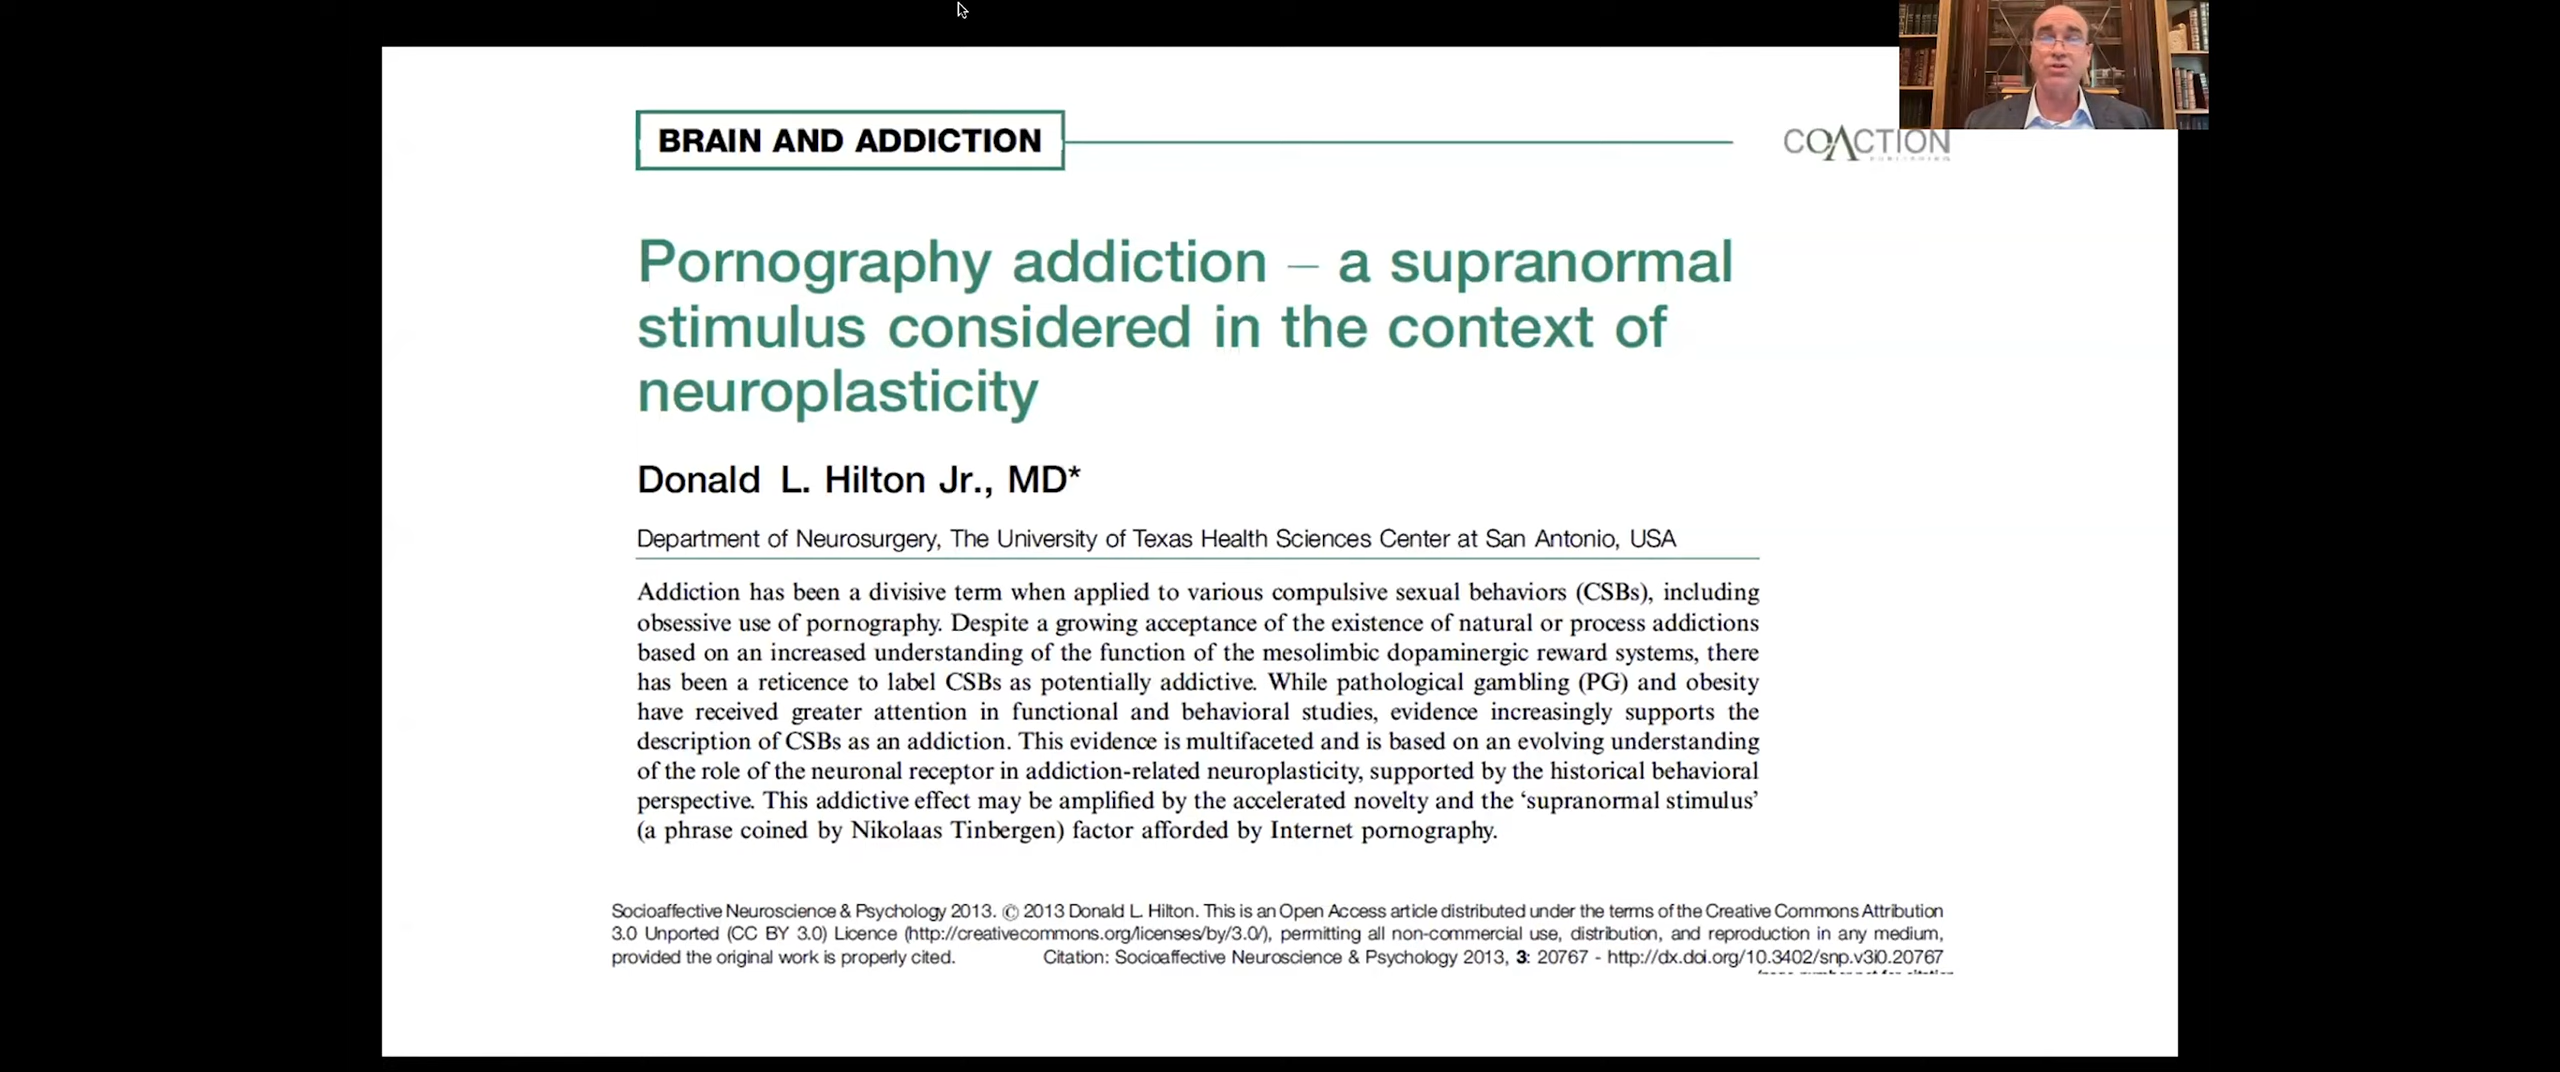 BRAIN AND ADDICTION
COACTION
Pornography addiction – a supranormal
stimulus considered in the context of
neuroplasticity
Donald L. Hilton Jr., MD*
Department of Neurosurgery, The University of Texas Health Sciences Center at San Antonio, USA
Addiction has been a divisive term when applied to various compulsive sexual behaviors (CSBs), including
obsessive use of pornography. Despite a growing acceptance of the existence of natural or process addictions
based on an increased understanding of the function of the mesolimbic dopaminergic reward systems, there
has been a reticence to label CSBs as potentially addictive. While pathological gambling (PG) and obesity
have received greater attention in functional and behavioral studies, evidence increasingly supports the
description of CSBs as an addiction. This evidence is multifaceted and is based on an evolving understanding
of the role of the neuronal receptor in addiction-related neuroplasticity, supported by the historical behavioral
perspective. This addictive effect may be amplified by the accelerated novelty and the ‘supranormal stimulus’
(a phrase coined by Nikolaas Tinbergen) factor afforded by Internet pornography.
Socioaffective Neuroscience & Psychology 2013. © 2013 Donald L. Hilton. This is an Open Access article distributed under the terms of the Creative Commons Attribution
3.0 Unported (CC BY 3.0) Licence (http://creativecommons.org/licenses/by/3.0/), permitting all non-commercial use, distribution, and reproduction in any medium,
provided the original work is properly cited.
Citation: Socioaffective Neuroscience & Psychology 2013, 3: 20767 - http://dx.doi.org/10.3402/snp.v3i0.20767